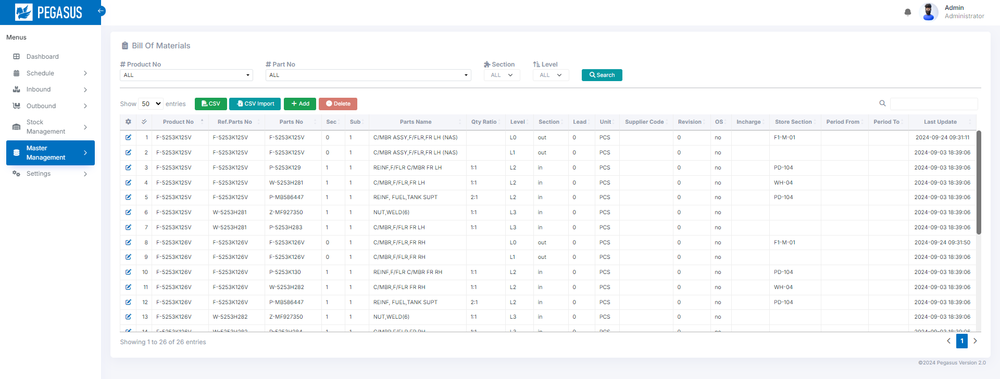 PEGASUS
Admin
Administrator
Menus
Dashboard
Schedule
Inbound
Outbound
Stock
Management
Master
Management
Settings
Bill Of Materials
# Product No
# Part No
Section
Level
ALL
ALL
ALL
ALL
Search
Show 50 entries
CSV
CSV Import
+ Add
Delete
Product No Ref.Parts No Parts No Sec Sub Parts Name Qty Ratio Level Section Lead Unit Supplier Code Revision OS Incharge Store Section Period From Period To Last Update
1 F-5253K125V F-5253K125V F-5253K125V 0 1 C/MBR ASSY,F/FLR,FR LH (NAS) L0 out 0 PCS 0 no F1-M-01 2024-09-24 09:31:11
2 F-5253K125V F-5253K125V F-5253K125V 0 1 C/MBR ASSY,F/FLR,FR LH (NAS) L1 out 0 PCS 0 no 2024-09-03 18:39:06
3 F-5253K125V F-5253K125V P-5253K129 1 1 REINF,F/FLR C/MBR FR LH 1:1 L2 in 0 PCS 0 no PD-104 2024-09-03 18:39:06
4 F-5253K125V F-5253K125V W-5253H281 1 1 C/MBR,F/FLR,FR LH 1:1 L2 in 0 PCS 0 no WH-04 2024-09-03 18:39:06
5 F-5253K125V F-5253K125V P-MB586447 1 1 REINF, FUEL,TANK SUPT 2:1 L2 in 0 PCS 0 no PD-104 2024-09-03 18:39:06
6 F-5253K125V W-5253H281 Z-MF927350 1 1 NUT,WELD(6) 1:1 L3 in 0 PCS 0 no 2024-09-03 18:39:06
7 F-5253K125V W-5253H281 P-5253H283 1 1 C/MBR,F/FLR FR LH 1:1 L3 in 0 PCS 0 no 2024-09-03 18:39:06
8 F-5253K126V F-5253K126V F-5253K126V 0 1 C/MBR,F/FLR,FR RH L0 out 0 PCS 0 no F1-M-01 2024-09-24 09:31:50
9 F-5253K126V F-5253K126V F-5253K126V 0 1 C/MBR,F/FLR,FR RH L1 out 0 PCS 0 no 2024-09-03 18:39:06
10 F-5253K126V F-5253K126V P-5253K130 1 1 REINF,F/FLR C/MBR FR RH 1:1 L2 in 0 PCS 0 no PD-104 2024-09-03 18:39:06
11 F-5253K126V F-5253K126V W-5253H282 1 1 C/MBR,F/FLR FR RH 1:1 L2 in 0 PCS 0 no WH-04 2024-09-03 18:39:06
12 F-5253K126V F-5253K126V P-MB586447 1 1 REINF, FUEL,TANK SUPT 2:1 L2 in 0 PCS 0 no PD-104 2024-09-03 18:39:06
13 F-5253K126V W-5253H282 Z-MF927350 1 1 NUT,WELD(6) 1:1 L3 in 0 PCS 0 no 2024-09-03 18:39:06
14 F-5253K126V W-5253H282 P-5253H284 1 1 C/MBR,F/FLR FR RH 1:1 L3 in 0 PCS 0 no 2024-09-03 18:39:06
Showing 1 to 26 of 26 entries
1
©2024 Pegasus Version 2.0